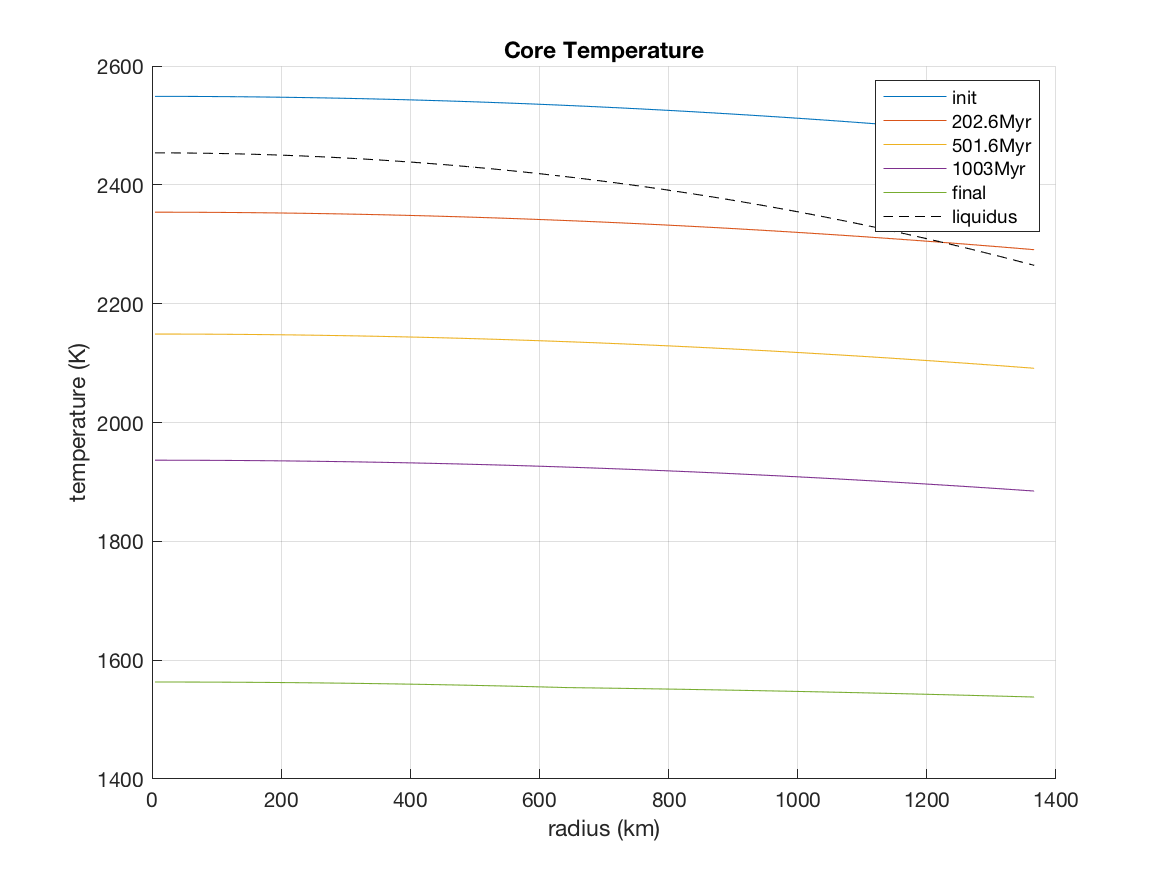 Core Temperature
2600
2400
2200
2000
1800
1600
1400
temperature (K)
init
202.6Myr
501.6Myr
1003Myr
final
liquidus
0
200
400
600
800
1000
1200
1400
radius (km)